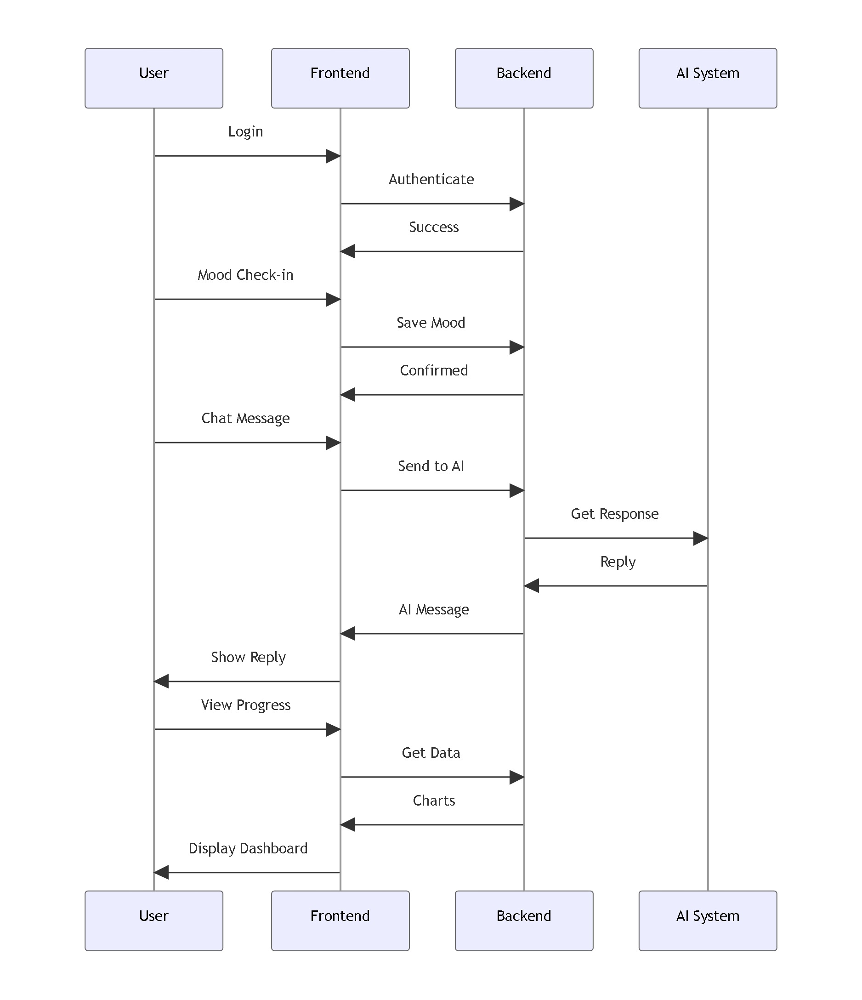 User
Frontend
Backend
AI System
Login
Authenticate
Success
Mood Check-in
Save Mood
Confirmed
Chat Message
Send to AI
Get Response
Reply
AI Message
Show Reply
View Progress
Get Data
Charts
Display Dashboard
User
Frontend
Backend
AI System